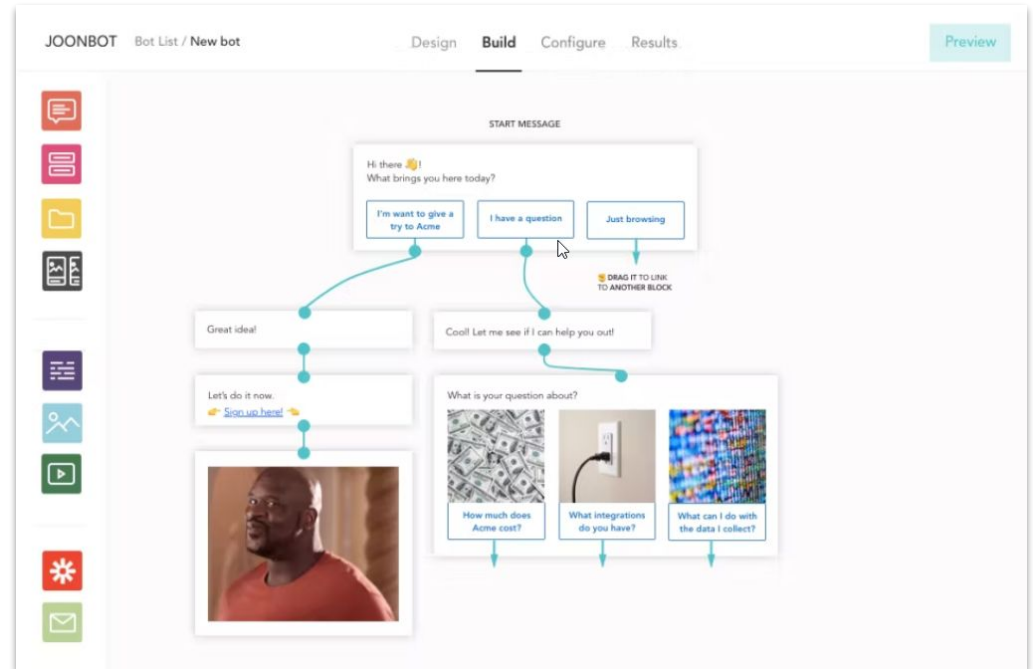 JOONBOT Bot List / New bot Design Build Configure Results Preview
START MESSAGE
Hi there 👋!
What brings you here today?
I'm want to give a
try to Acme
I have a question
Just browsing
DRAG IT TO LINK
TO ANOTHER BLOCK
Great idea!
Cool! Let me see if I can help you out!
Let's do it now.
👉 Sign up here! 👈
What is your question about?
How much does
Acme cost?
What integrations
do you have?
What can I do with
the data I collect?